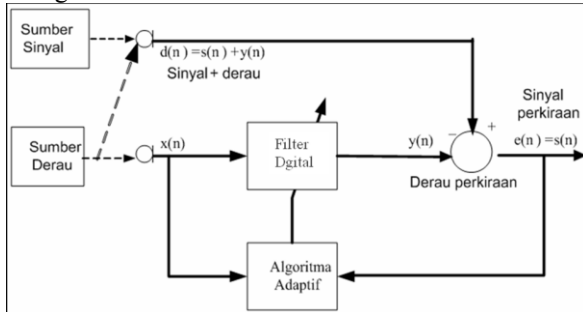 Sumber
Sinyal
d(n) =s(n) +y(n)
Sinyal + derau
Sinyal
perkiraan
Sumber
Derau
x(n)
Filter
Dgital
y(n)
−
+
e(n) =s(n)
Derau perkiraan
Algoritma
Adaptif